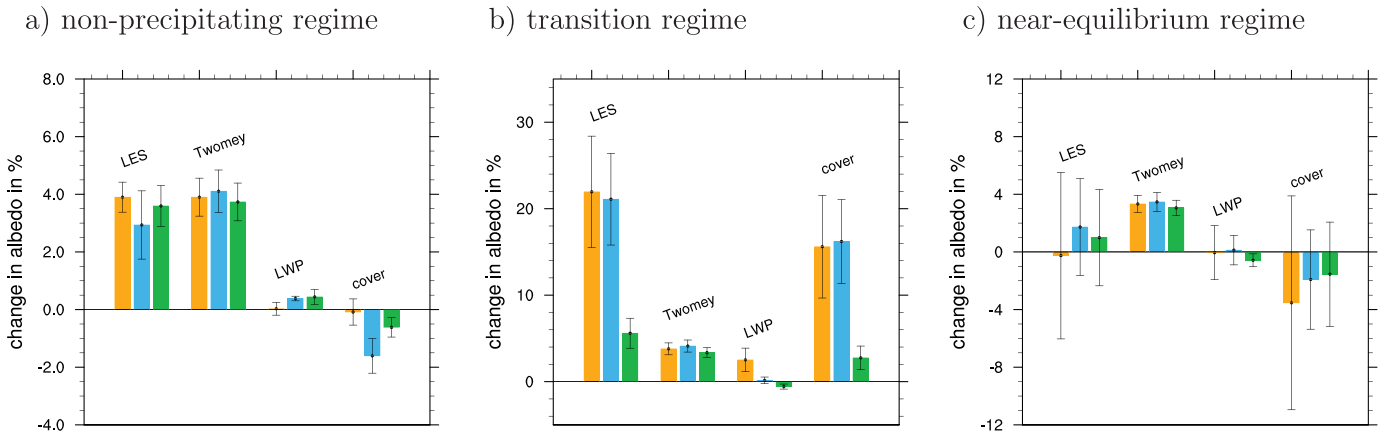 a) non-precipitating regime
change in albedo in %
8.0
6.0
4.0
2.0
0.0
-2.0
-4.0
LES
Twomey
LWP
cover
b) transition regime
change in albedo in %
30
20
10
0
LES
Twomey
LWP
cover
c) near-equilibrium regime
change in albedo in %
12
8
4
0
-4
-8
-12
LES
Twomey
LWP
cover